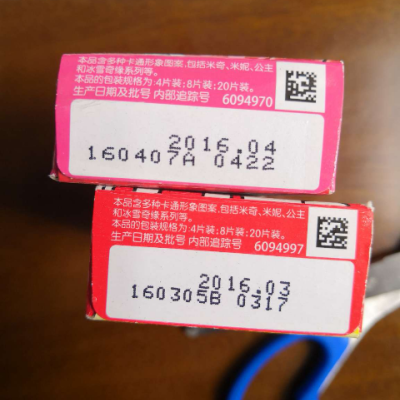 本品含多种卡通形象图案,包括米奇、米妮、公主
和冰雪奇缘系列等。
本品的包装规格为:4片装;8片装;20片装。
生产日期及批号 内部追踪号 6094970
2016.04
160407A 0422
本品含多种卡通形象图案,包括米奇、米妮、公主
和冰雪奇缘系列等。
本品的包装规格为:4片装;8片装;20片装。
生产日期及批号 内部追踪号 6094997
2016.03
160305B 0317